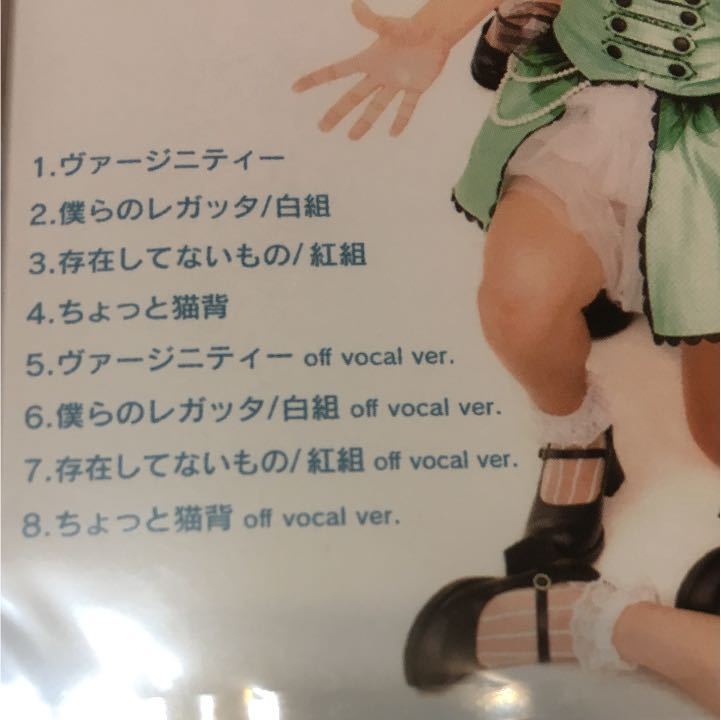 1.ヴァージニティー
2.僕らのレガッタ/白組
3.存在してないもの/紅組
4.ちょっと猫背
5.ヴァージニティー off vocal ver.
6.僕らのレガッタ/白組 off vocal ver.
7.存在してないもの/紅組 off vocal ver.
8.ちょっと猫背 off vocal ver.